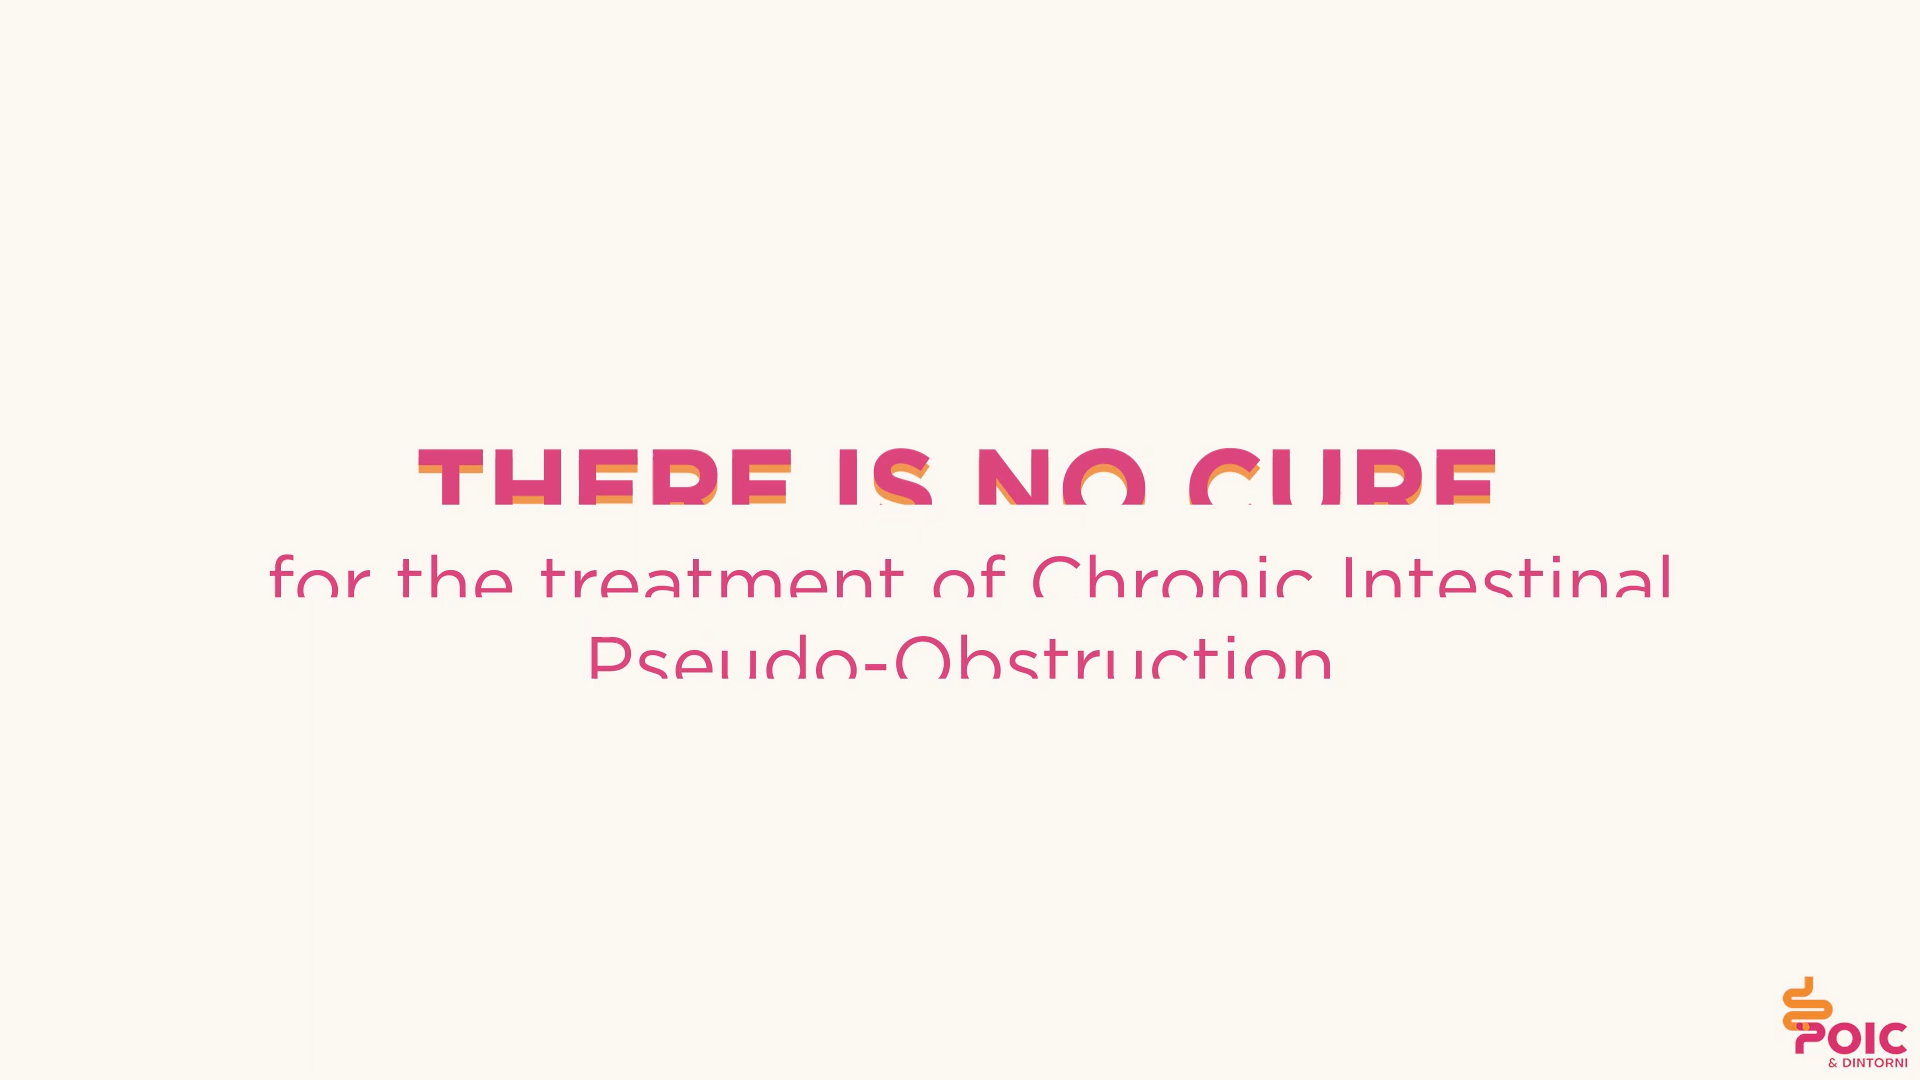 THERE IS NO CURE
for the treatment of Chronic Intestinal
Pseudo-Obstruction
POIC
& DINTORNI